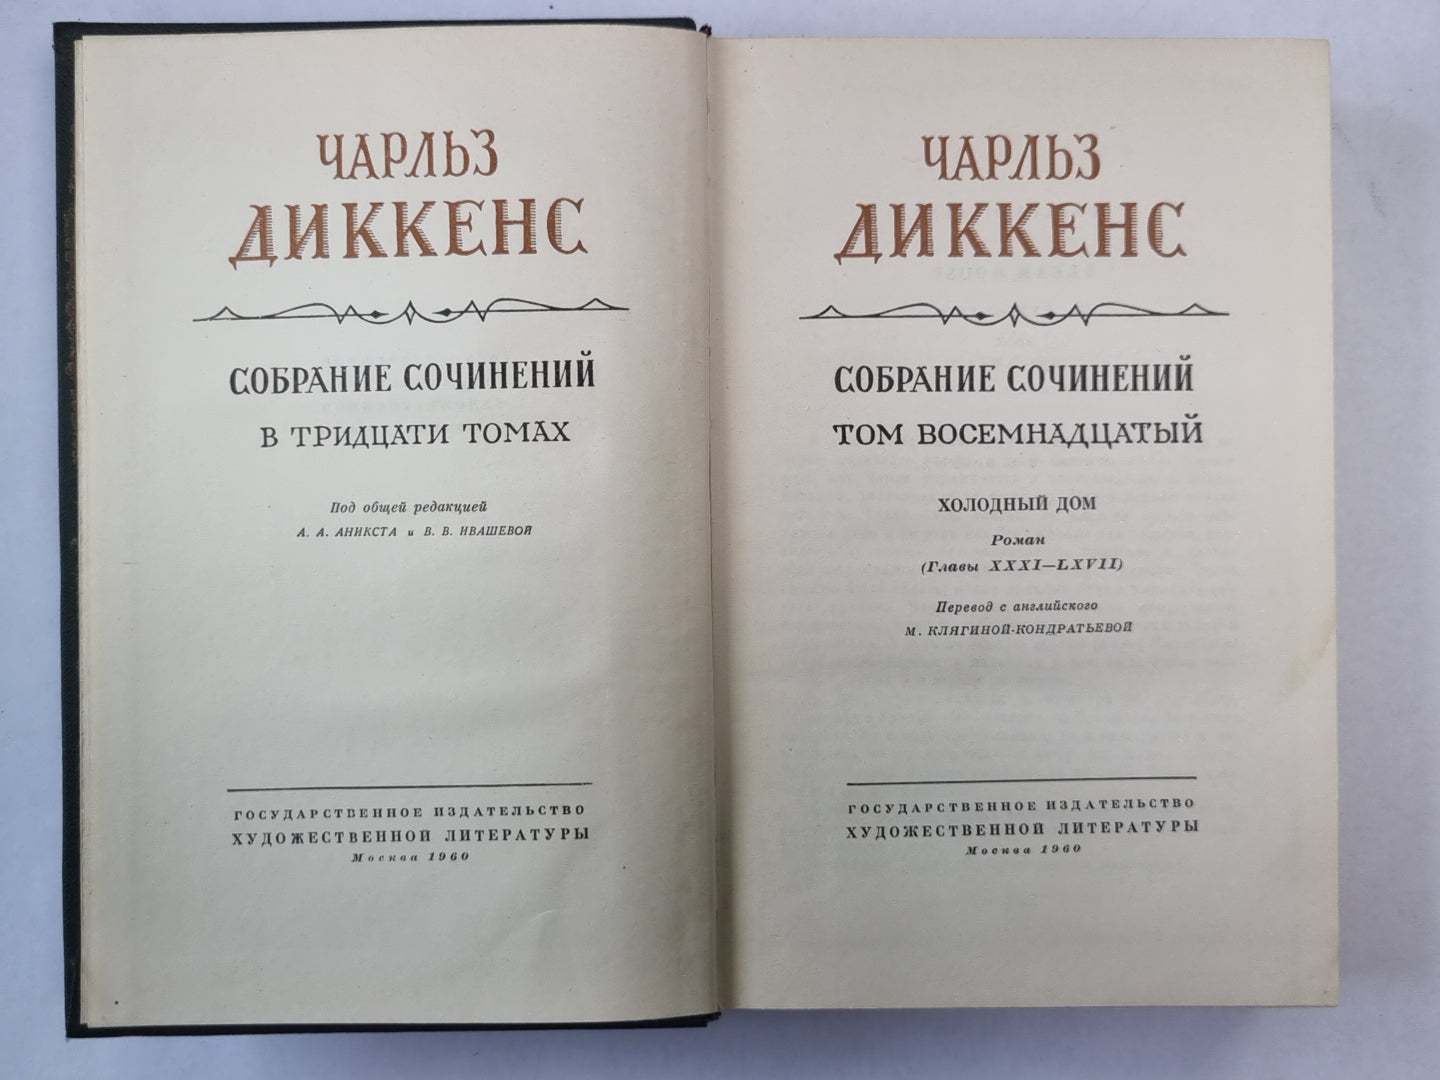 ЧАРЛЬЗ
ДИККЕНС
СОБРАНИЕ СОЧИНЕНИЙ
В ТРИДЦАТИ ТОМАХ
Под общей редакцией
А. А. АНИКСТА и В. В. ИВАШЕВОЙ
ГОСУДАРСТВЕННОЕ ИЗДАТЕЛЬСТВО
ХУДОЖЕСТВЕННОЙ ЛИТЕРАТУРЫ
Москва 1960
ЧАРЛЬЗ
ДИККЕНС
СОБРАНИЕ СОЧИНЕНИЙ
ТОМ ВОСЕМНАДЦАТЫЙ
ХОЛОДНЫЙ ДОМ
Роман
(Главы XXXI—LXVII)
Перевод с английского
М. КЛЯГИНОЙ-КОНДРАТЬЕВОЙ
ГОСУДАРСТВЕННОЕ ИЗДАТЕЛЬСТВО
ХУДОЖЕСТВЕННОЙ ЛИТЕРАТУРЫ
Москва 1960